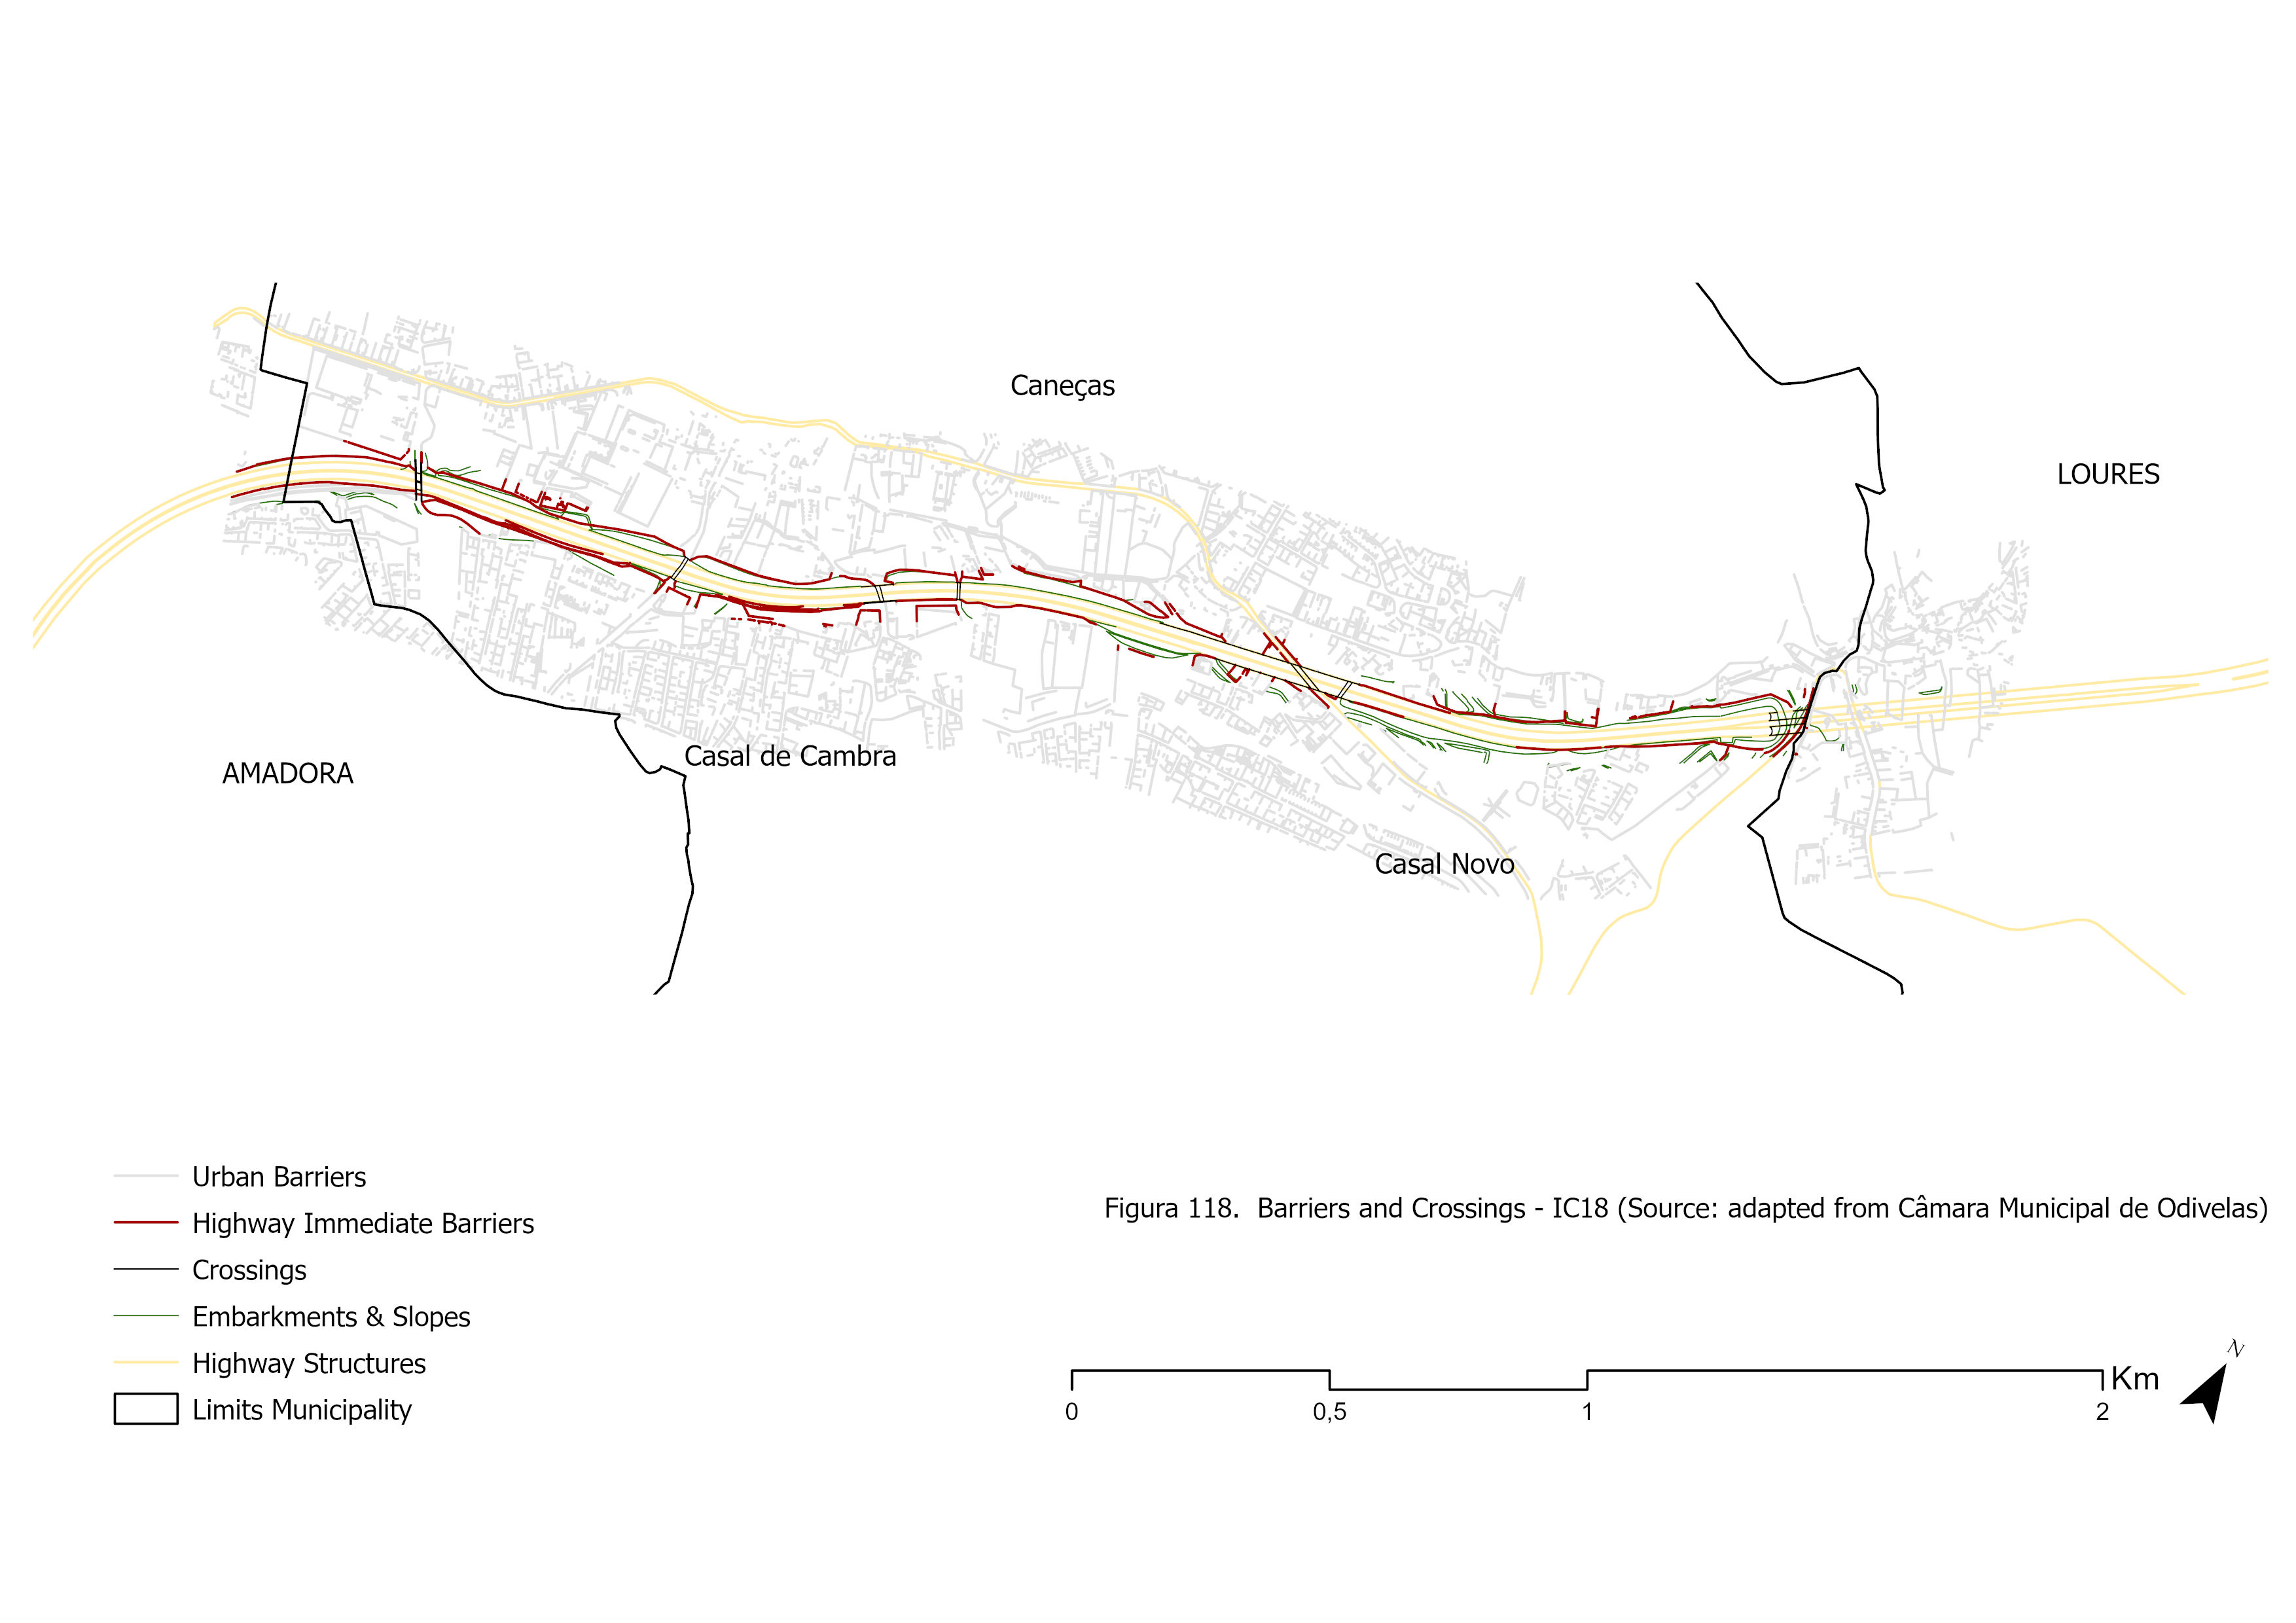 Caneças
LOURES
Casal de Cambra
AMADORA
Casal Novo
Urban Barriers
Highway Immediate Barriers
Crossings
Embarkments & Slopes
Highway Structures
Limits Municipality
Figura 118. Barriers and Crossings - IC18 (Source: adapted from Câmara Municipal de Odivelas)
N
Km
0 0,5 1 2